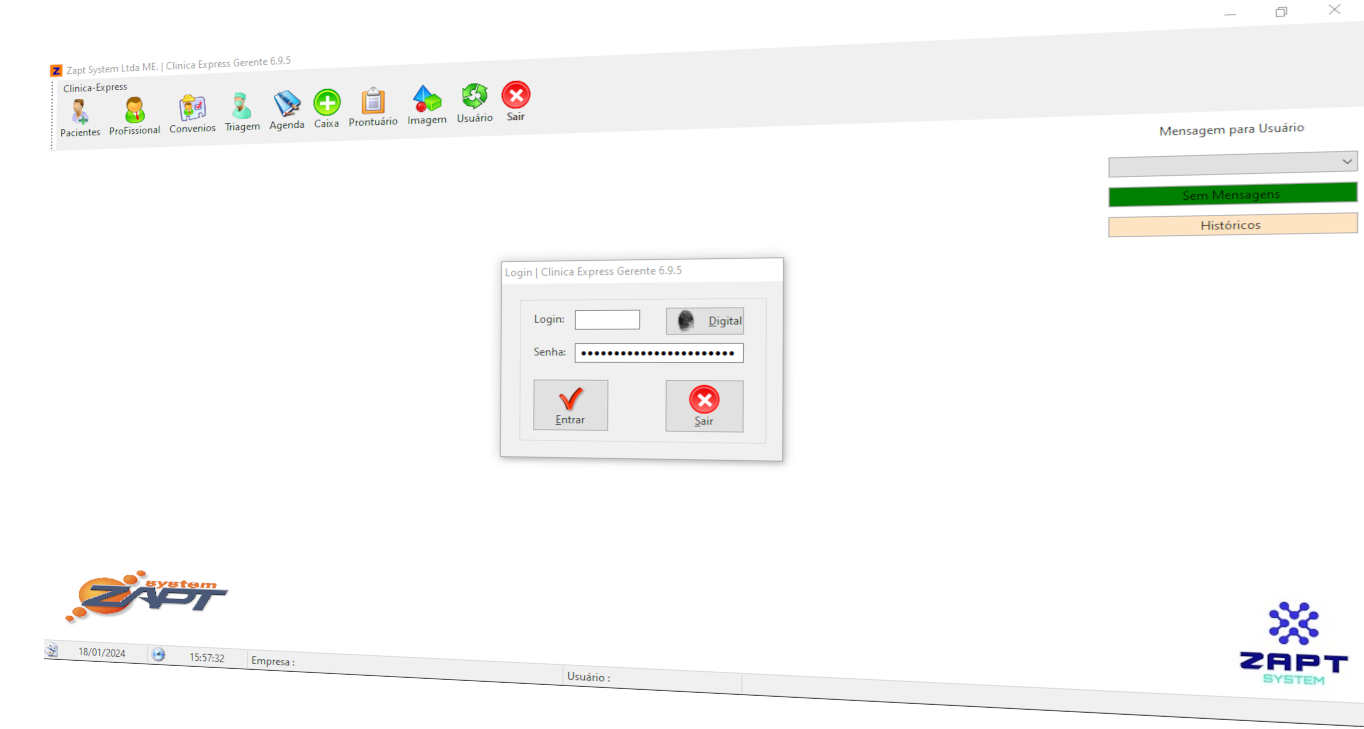 Zapt System Ltda ME. | Clinica Express Gerente 6.9.5
Clinica-Express
Pacientes ProFissional Convenios Triagem Agenda Caixa Prontuário Imagem Usuário Sair
Mensagem para Usuário
Sem Mensagens
Históricos
Login | Clinica Express Gerente 6.9.5
Login:
Digital
Senha:
Entrar
Sair
system
ZAPT
18/01/2024 15:57:32 Empresa :
Usuário :
ZAPT
SYSTEM